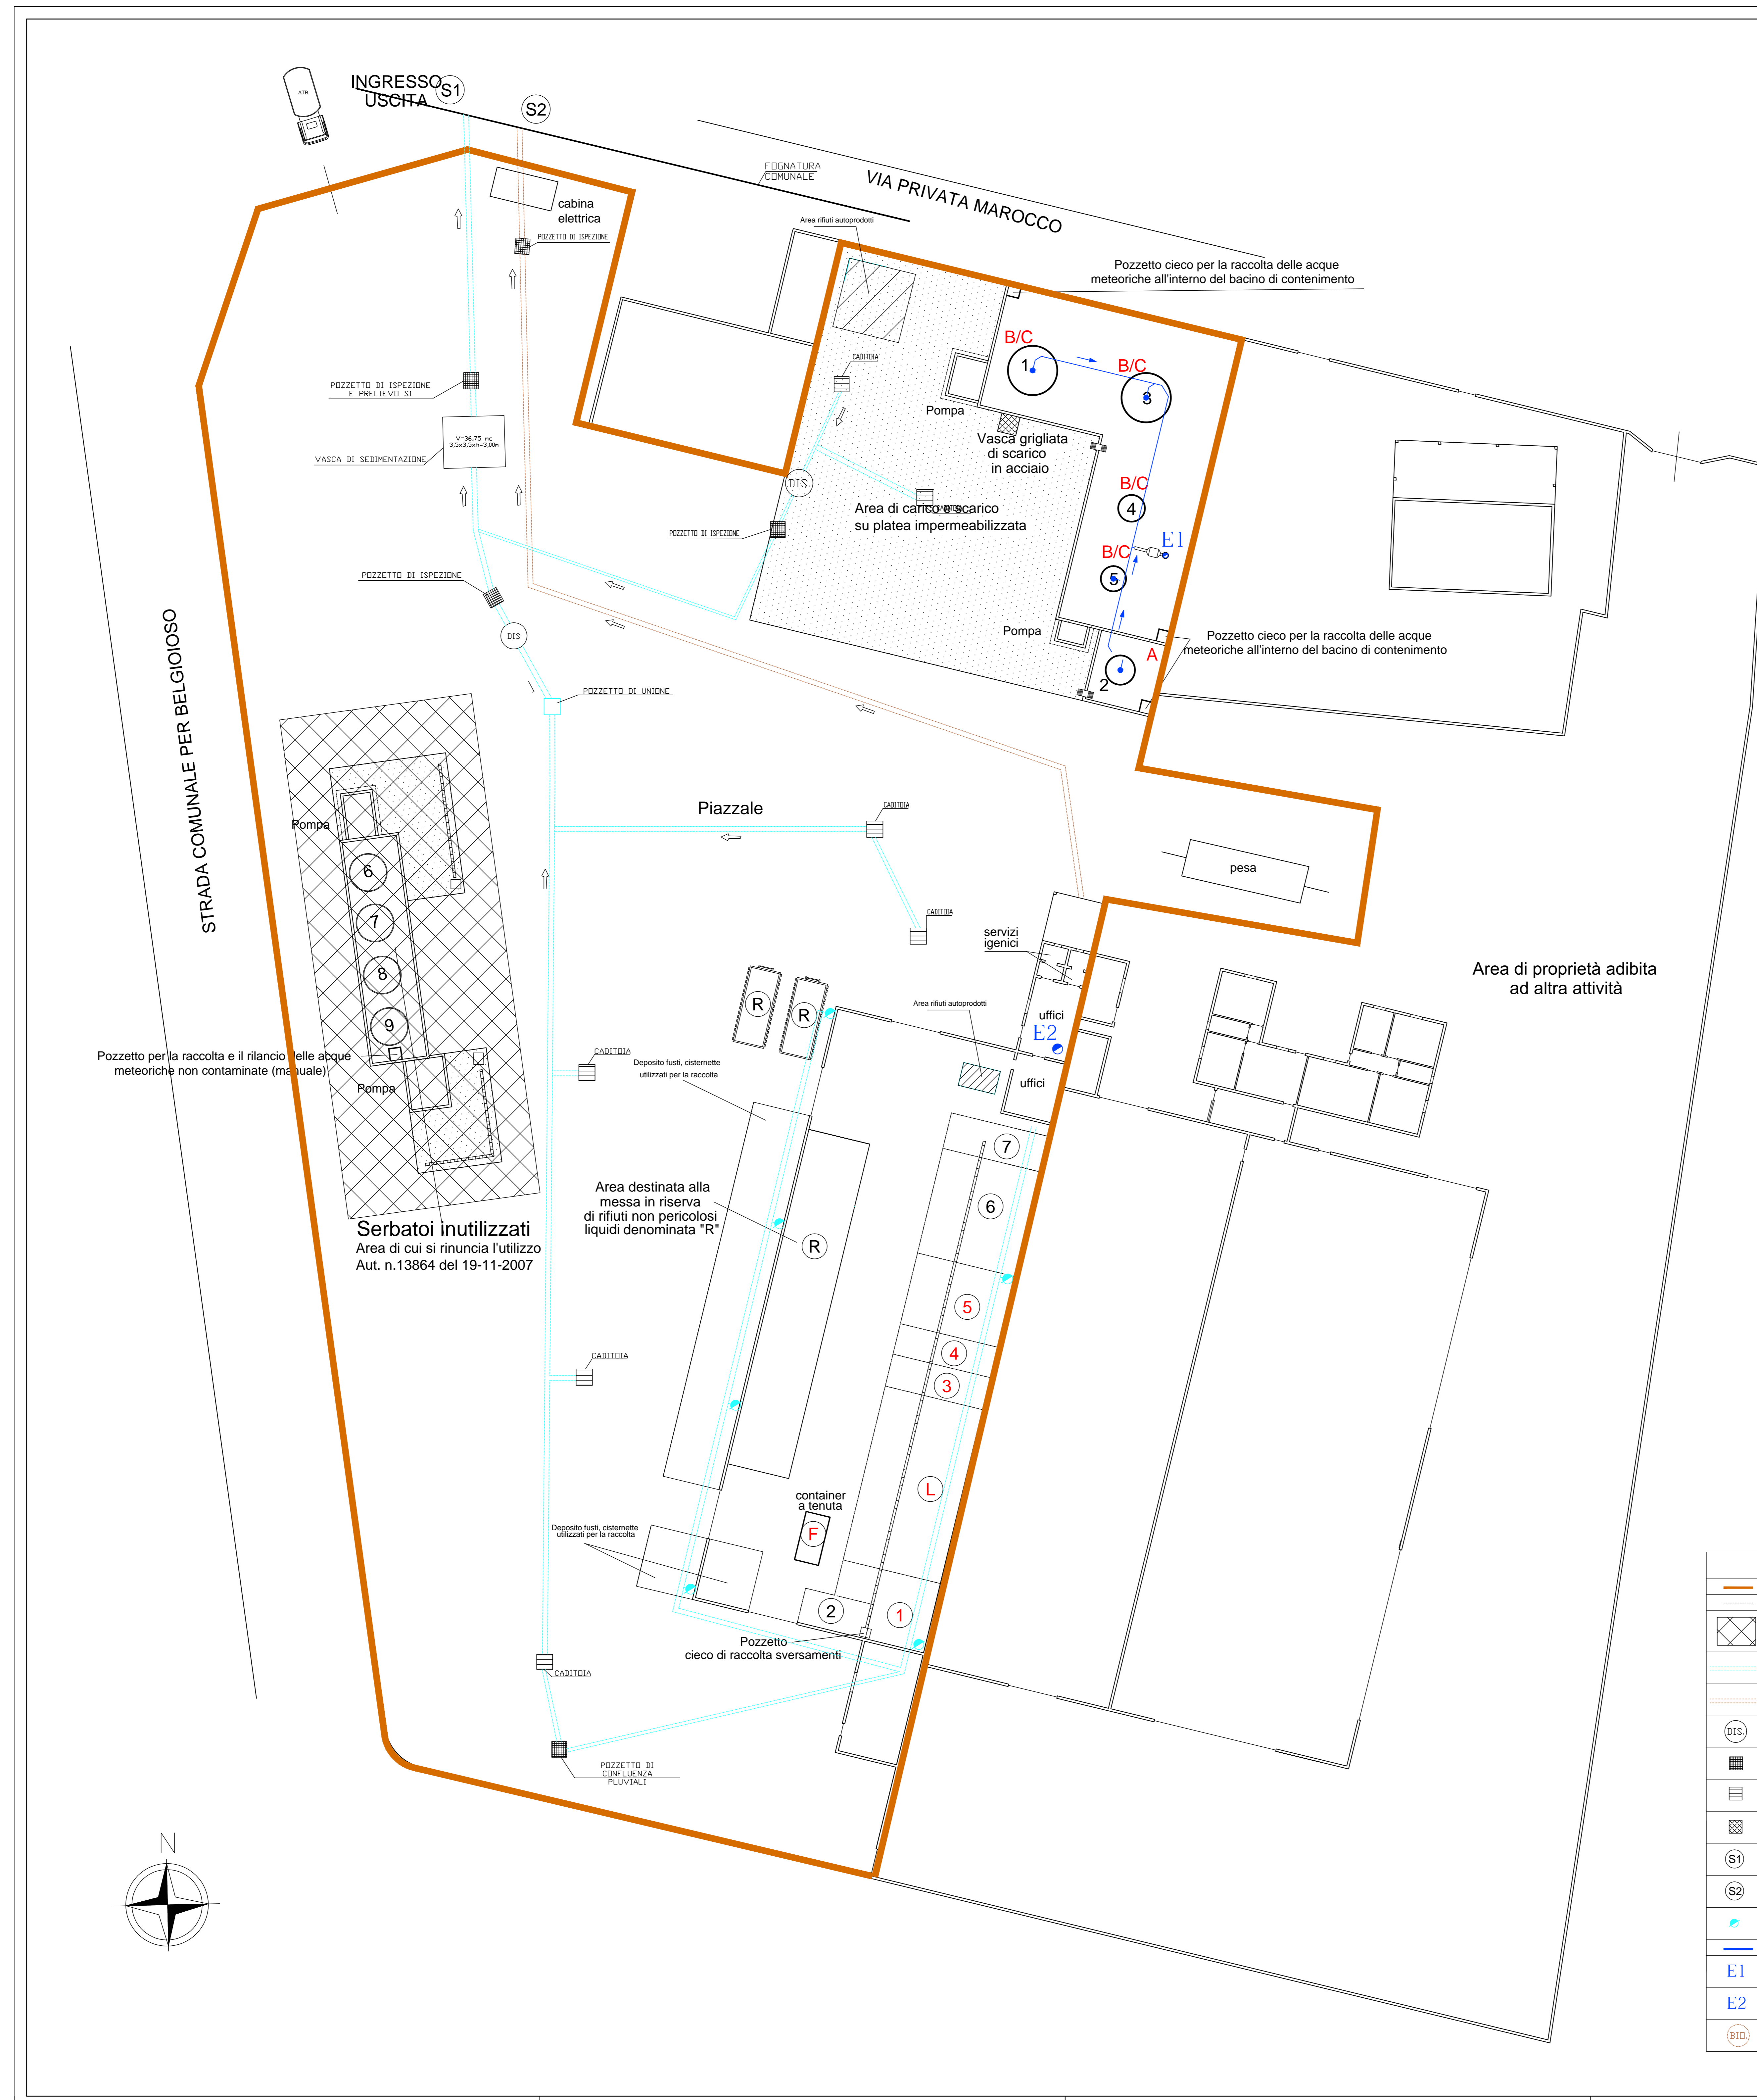 ATB
INGRESSO
USCITA
S1
S2
FOGNATURA
COMUNALE
VIA PRIVATA MAROCCO
cabina
elettrica
POZZETTO DI ISPEZIONE
Area rifiuti autoprodotti
Pozzetto cieco per la raccolta delle acque
meteoriche all'interno del bacino di contenimento
B/C
1
B/C
3
CADITOIA
POZZETTO DI ISPEZIONE
E PRELIEVO S1
Pompa
V=36,75 mc
3,5x3,5xh=3,00m
VASCA DI SEDIMENTAZIONE
Vasca grigliata
di scarico
in acciaio
DIS.
B/C
4
CADITOIA
Area di carico e scarico
su platea impermeabilizzata
POZZETTO DI ISPEZIONE
E1
B/C
5
POZZETTO DI ISPEZIONE
DIS
Pompa
Pozzetto cieco per la raccolta delle acque
meteoriche all'interno del bacino di contenimento
A
2
POZZETTO DI UNIONE
STRADA COMUNALE PER BELGIOIOSO
Piazzale
CADITOIA
Pompa
6
7
8
9
pesa
CADITOIA
servizi
igenici
Area di proprietà adibita
ad altra attività
R
R
Area rifiuti autoprodotti
uffici
E2
uffici
Pozzetto per la raccolta e il rilancio delle acque
meteoriche non contaminate (manuale)
Pompa
CADITOIA
Deposito fusti, cisternette
utilizzati per la raccolta
7
6
Area destinata alla
messa in riserva
di rifiuti non pericolosi
liquidi denominata "R"
R
Serbatoi inutilizzati
Area di cui si rinuncia l'utilizzo
Aut. n.13864 del 19-11-2007
5
4
3
CADITOIA
L
container
a tenuta
F
Deposito fusti, cisternette
utilizzati per la raccolta
2
1
Pozzetto
cieco di raccolta sversamenti
CADITOIA
POZZETTO DI
CONFLUENZA
PLUVIALI
N
DIS.
S1
S2
E1
E2
BIO.